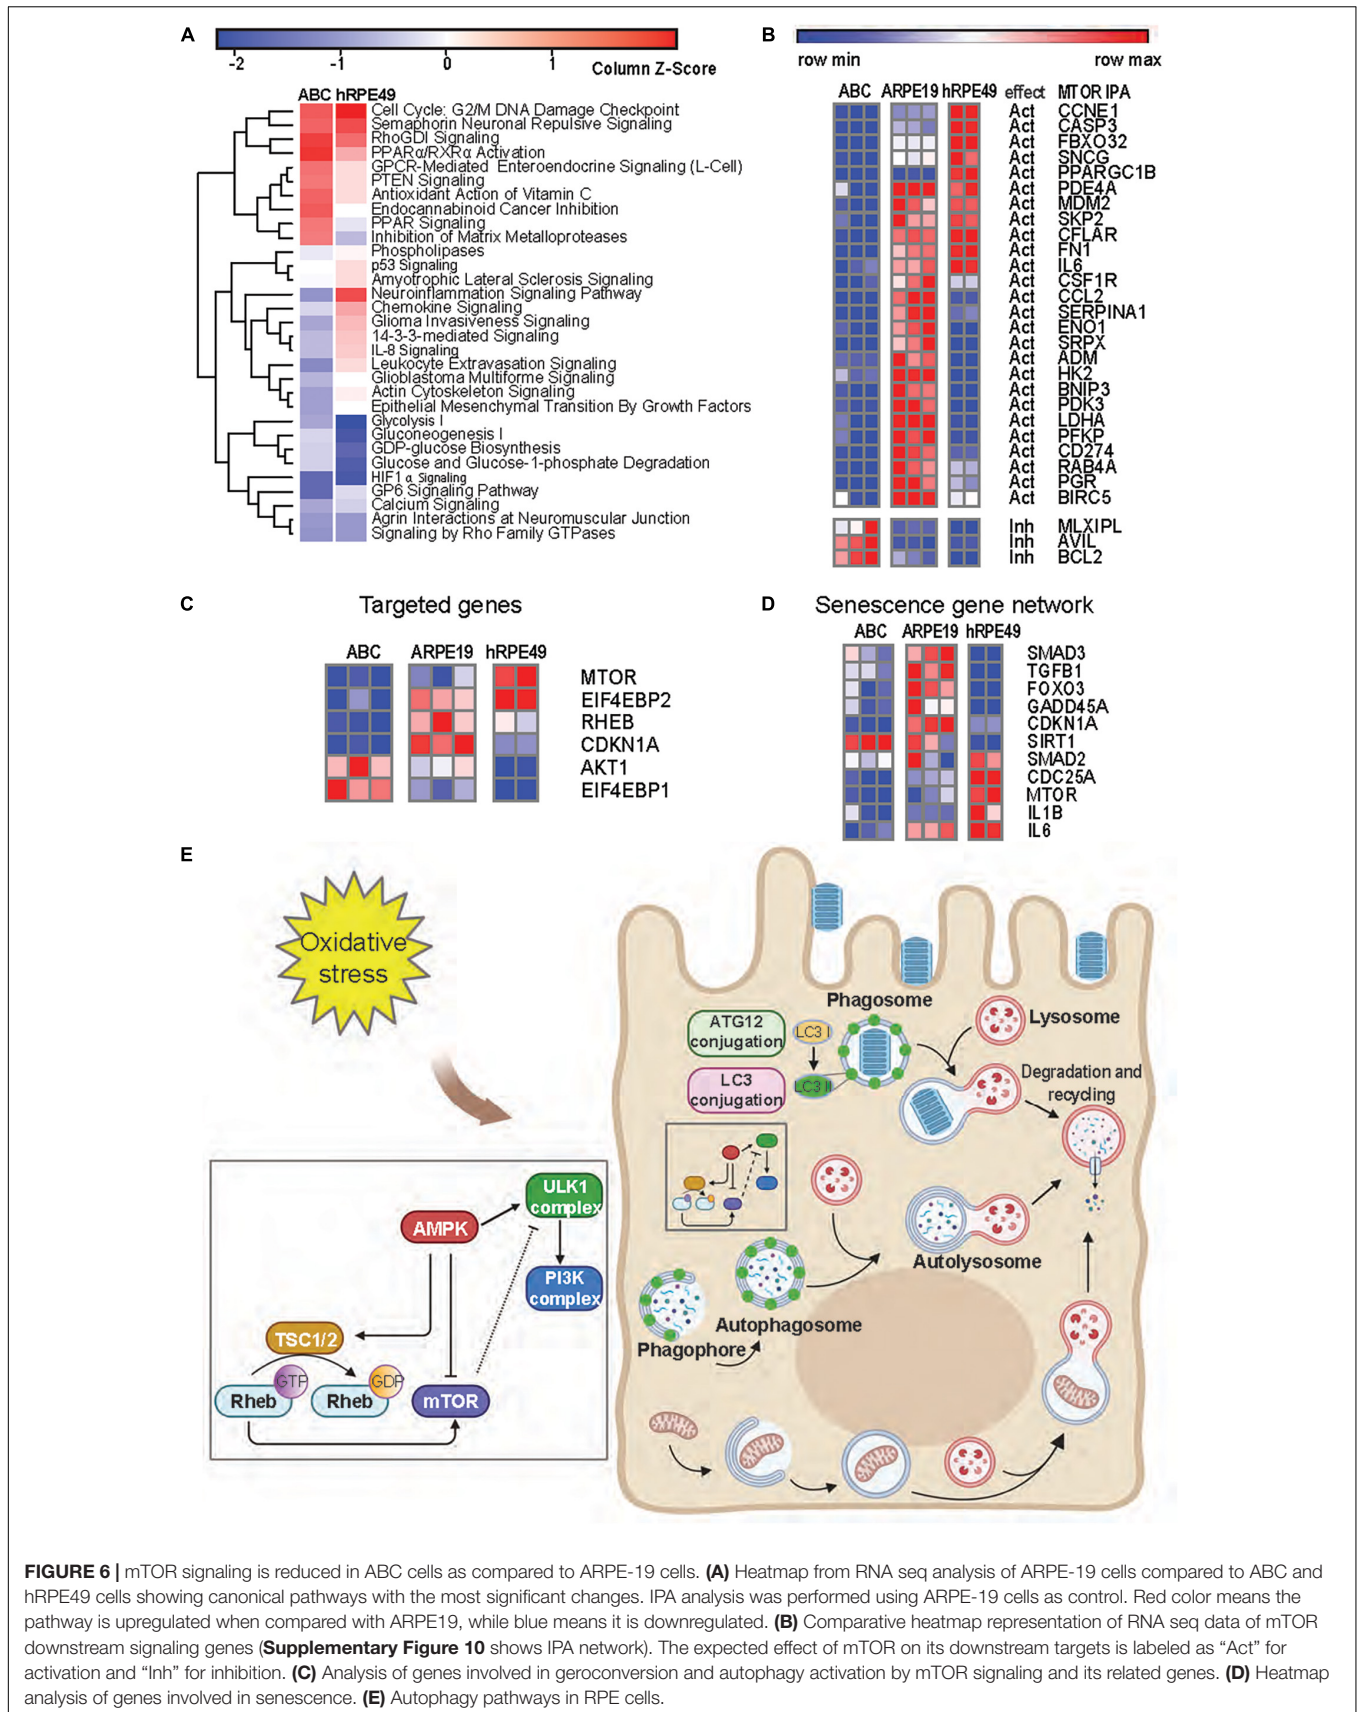 A
-2 -1 0 1
Column Z-Score
ABC hRPE49
Cell Cycle: G2/M DNA Damage Checkpoint
Semaphorin Neuronal Repulsive Signaling
RhoGDI Signaling
PPARα/RXRα Activation
GPCR-Mediated Enteroendocrine Signaling (L-Cell)
PTEN Signaling
Antioxidant Action of Vitamin C
Endocannabinoid Cancer Inhibition
PPAR Signaling
Inhibition of Matrix Metalloproteases
Phospholipases
p53 Signaling
Amyotrophic Lateral Sclerosis Signaling
Neuroinflammation Signaling Pathway
Chemokine Signaling
Glioma Invasiveness Signaling
14-3-3-mediated Signaling
IL-8 Signaling
Leukocyte Extravasation Signaling
Glioblastoma Multiforme Signaling
Actin Cytoskeleton Signaling
Epithelial Mesenchymal Transition By Growth Factors
Glycolysis I
Gluconeogenesis I
GDP-glucose Biosynthesis
Glucose and Glucose-1-phosphate Degradation
HIF1 α Signaling
GP6 Signaling Pathway
Calcium Signaling
Agrin Interactions at Neuromuscular Junction
Signaling by Rho Family GTPases
B
row min row max
ABC ARPE19 hRPE49 effect MTOR IPA
Act CCNE1
Act CASP3
Act FBXO32
Act SNCG
Act PPARGC1B
Act PDE4A
Act MDM2
Act SKP2
Act CFLAR
Act FN1
Act IL6
Act CSF1R
Act CCL2
Act SERPINA1
Act ENO1
Act SRPX
Act ADM
Act HK2
Act BNIP3
Act PDK3
Act LDHA
Act PFKP
Act CD274
Act RAB4A
Act PGR
Act BIRC5
Inh MLXIPL
Inh AVIL
Inh BCL2
C
Targeted genes
ABC ARPE19 hRPE49
MTOR
EIF4EBP2
RHEB
CDKN1A
AKT1
EIF4EBP1
D
Senescence gene network
ABC ARPE19 hRPE49
SMAD3
TGFB1
FOXO3
GADD45A
CDKN1A
SIRT1
SMAD2
CDC25A
MTOR
IL1B
IL6
E
Oxidative
stress
ULK1
complex
AMPK
PI3K
complex
TSC1/2
GTP
GDP
Rheb
Rheb
mTOR
Phagosome
ATG12
conjugation
LC3 I
Lysosome
LC3
conjugation
LC3 II
Degradation and
recycling
Autolysosome
Autophagosome
Phagophore
FIGURE 6 | mTOR signaling is reduced in ABC cells as compared to ARPE-19 cells. (A) Heatmap from RNA seq analysis of ARPE-19 cells compared to ABC and
hRPE49 cells showing canonical pathways with the most significant changes. IPA analysis was performed using ARPE-19 cells as control. Red color means the
pathway is upregulated when compared with ARPE19, while blue means it is downregulated. (B) Comparative heatmap representation of RNA seq data of mTOR
downstream signaling genes (Supplementary Figure 10 shows IPA network). The expected effect of mTOR on its downstream targets is labeled as “Act” for
activation and “Inh” for inhibition. (C) Analysis of genes involved in geroconversion and autophagy activation by mTOR signaling and its related genes. (D) Heatmap
analysis of genes involved in senescence. (E) Autophagy pathways in RPE cells.